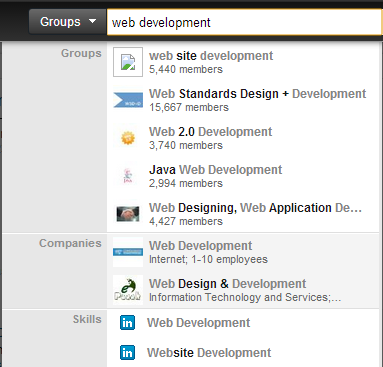 Groups
web development
Groups
web site development
5,440 members
Web Standards Design + Development
15,667 members
Web 2.0 Development
3,740 members
Java Web Development
2,994 members
Web Designing, Web Application De...
4,427 members
Companies
Web Development
Internet; 1-10 employees
Web Design & Development
Information Technology and Services;...
Skills
in Web Development
in Website Development